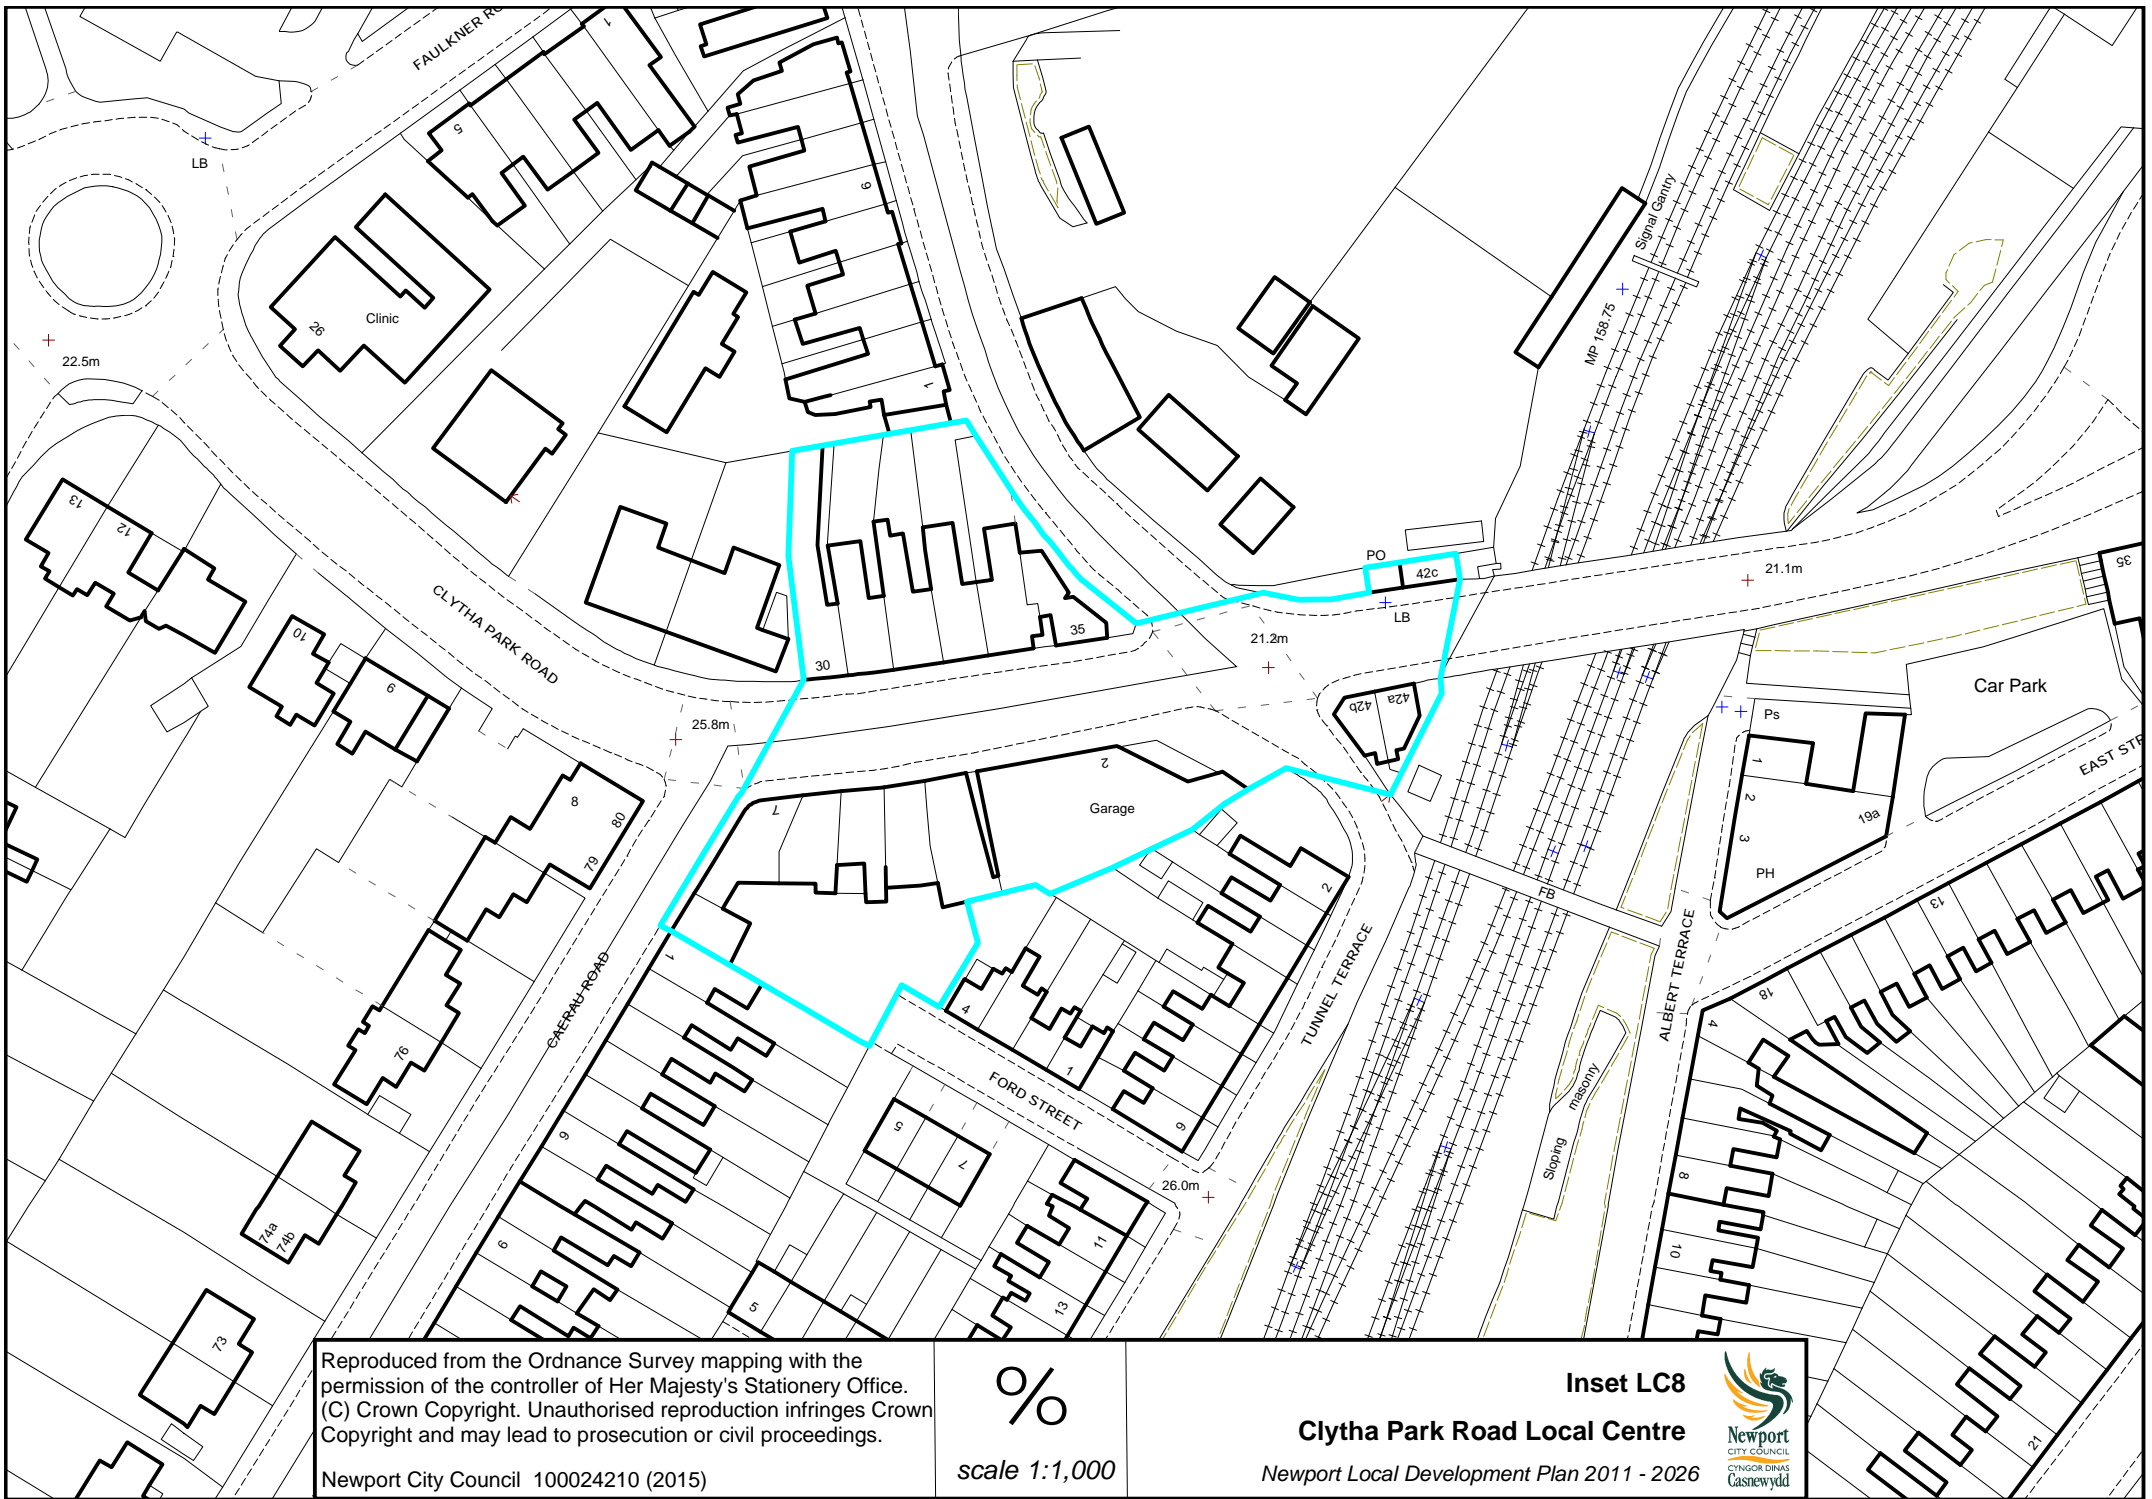 FAULKNER RO
1
5
LB
6
Clinic
26
22.5m
1
Signal Gantry
MP 158.75
13
12
CLYTHA PARK ROAD
10
9
30
35
PO
42c
LB
21.2m
21.1m
35
42b
42a
Car Park
Ps
25.8m
EAST STR
8
80
79
7
2
Garage
1
2
3
19a
PH
2
FB
13
CAERAU ROAD
1
4
1
6
TUNNEL TERRACE
ALBERT TERRACE
18
4
76
FORD STREET
5
7
masonry
Sloping
8
6
26.0m
74a
74b
9
11
10
5
13
73
21
Reproduced from the Ordnance Survey mapping with the
permission of the controller of Her Majesty's Stationery Office.
(C) Crown Copyright. Unauthorised reproduction infringes Crown
Copyright and may lead to prosecution or civil proceedings.
Newport City Council 100024210 (2015)
%
scale 1:1,000
Inset LC8
Clytha Park Road Local Centre
Newport Local Development Plan 2011 - 2026
Newport
CITY COUNCIL
CYNGOR DINAS
Casnewydd